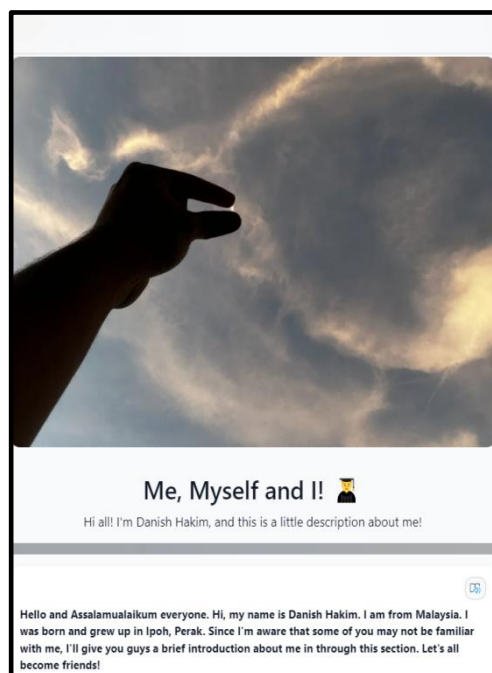 Me, Myself and I! 👨‍🎓
Hi all! I'm Danish Hakim, and this is a little description about me!
Hello and Assalamualaikum everyone. Hi, my name is Danish Hakim. I am from Malaysia. I
was born and grew up in Ipoh, Perak. Since I'm aware that some of you may not be familiar
with me, I'll give you guys a brief introduction about me in through this section. Let's all
become friends!